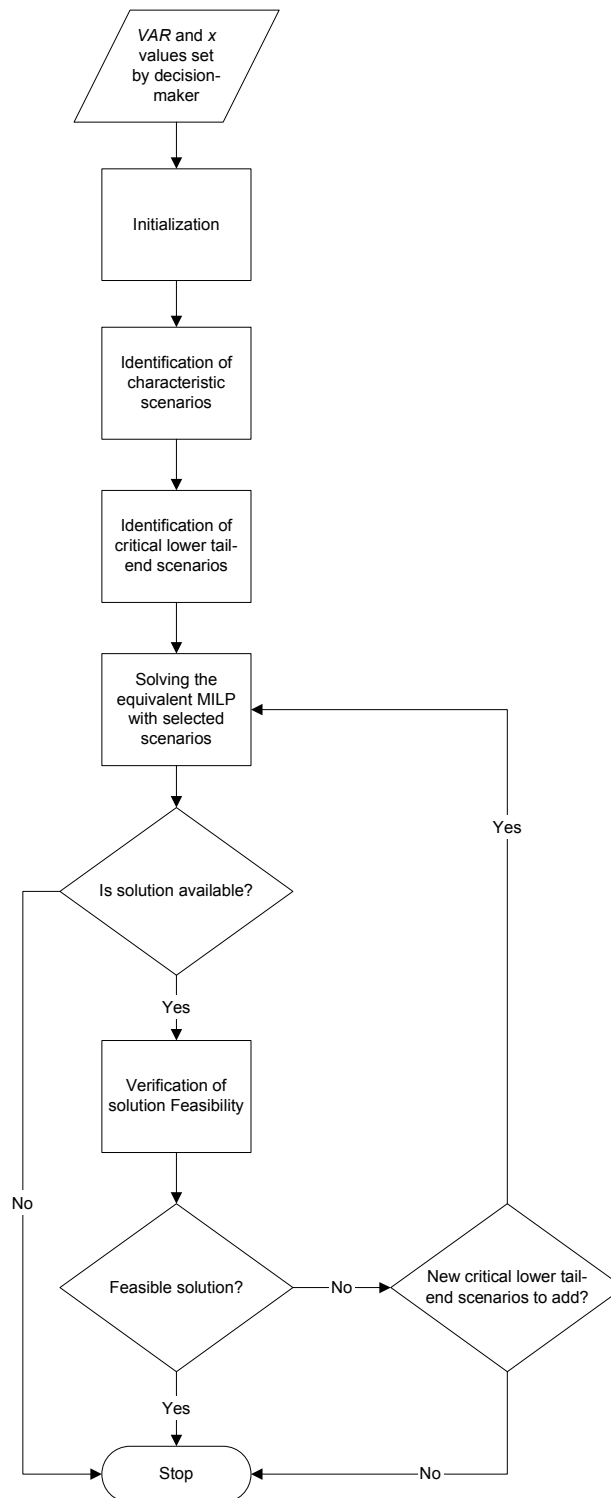 VAR and x
values set
by decision-
maker
Initialization
Identification of
characteristic
scenarios
Identification of
critical lower tail-
end scenarios
Solving the
equivalent MILP
with selected
scenarios
Yes
Is solution available?
Yes
Verification of
solution Feasibility
No
Feasible solution?
No
New critical lower tail-
end scenarios to add?
Yes
Stop
No